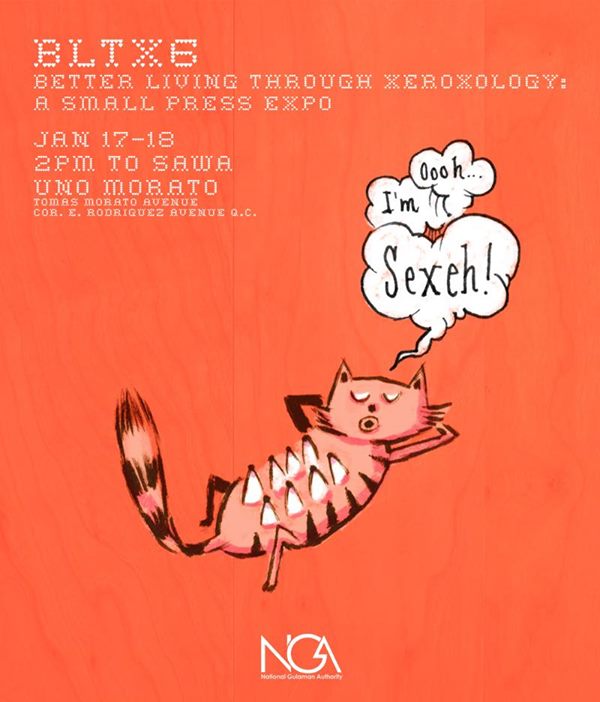 BLTX6
BETTER LIVING THROUGH XEROXOLOGY:
A SMALL PRESS EXPO
JAN 17-18
2PM TO SAWA
UNO MORATO
TOMAS MORATO AVENUE
COR. E. RODRIQUEZ AVENUE Q.C.
Oooh...
I'm
Sexeh!
NGA
National Gulaman Authority